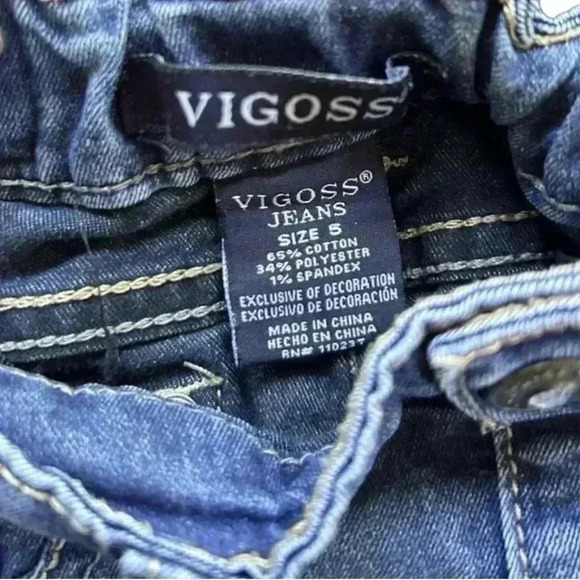 VIGOSS
VIGOSS®
JEANS
SIZE 5
65% COTTON
34% POLYESTER
1% SPANDEX
EXCLUSIVE OF DECORATION
EXCLUSIVO DE DECORACIÓN
MADE IN CHINA
HECHO EN CHINA
RN# 110237